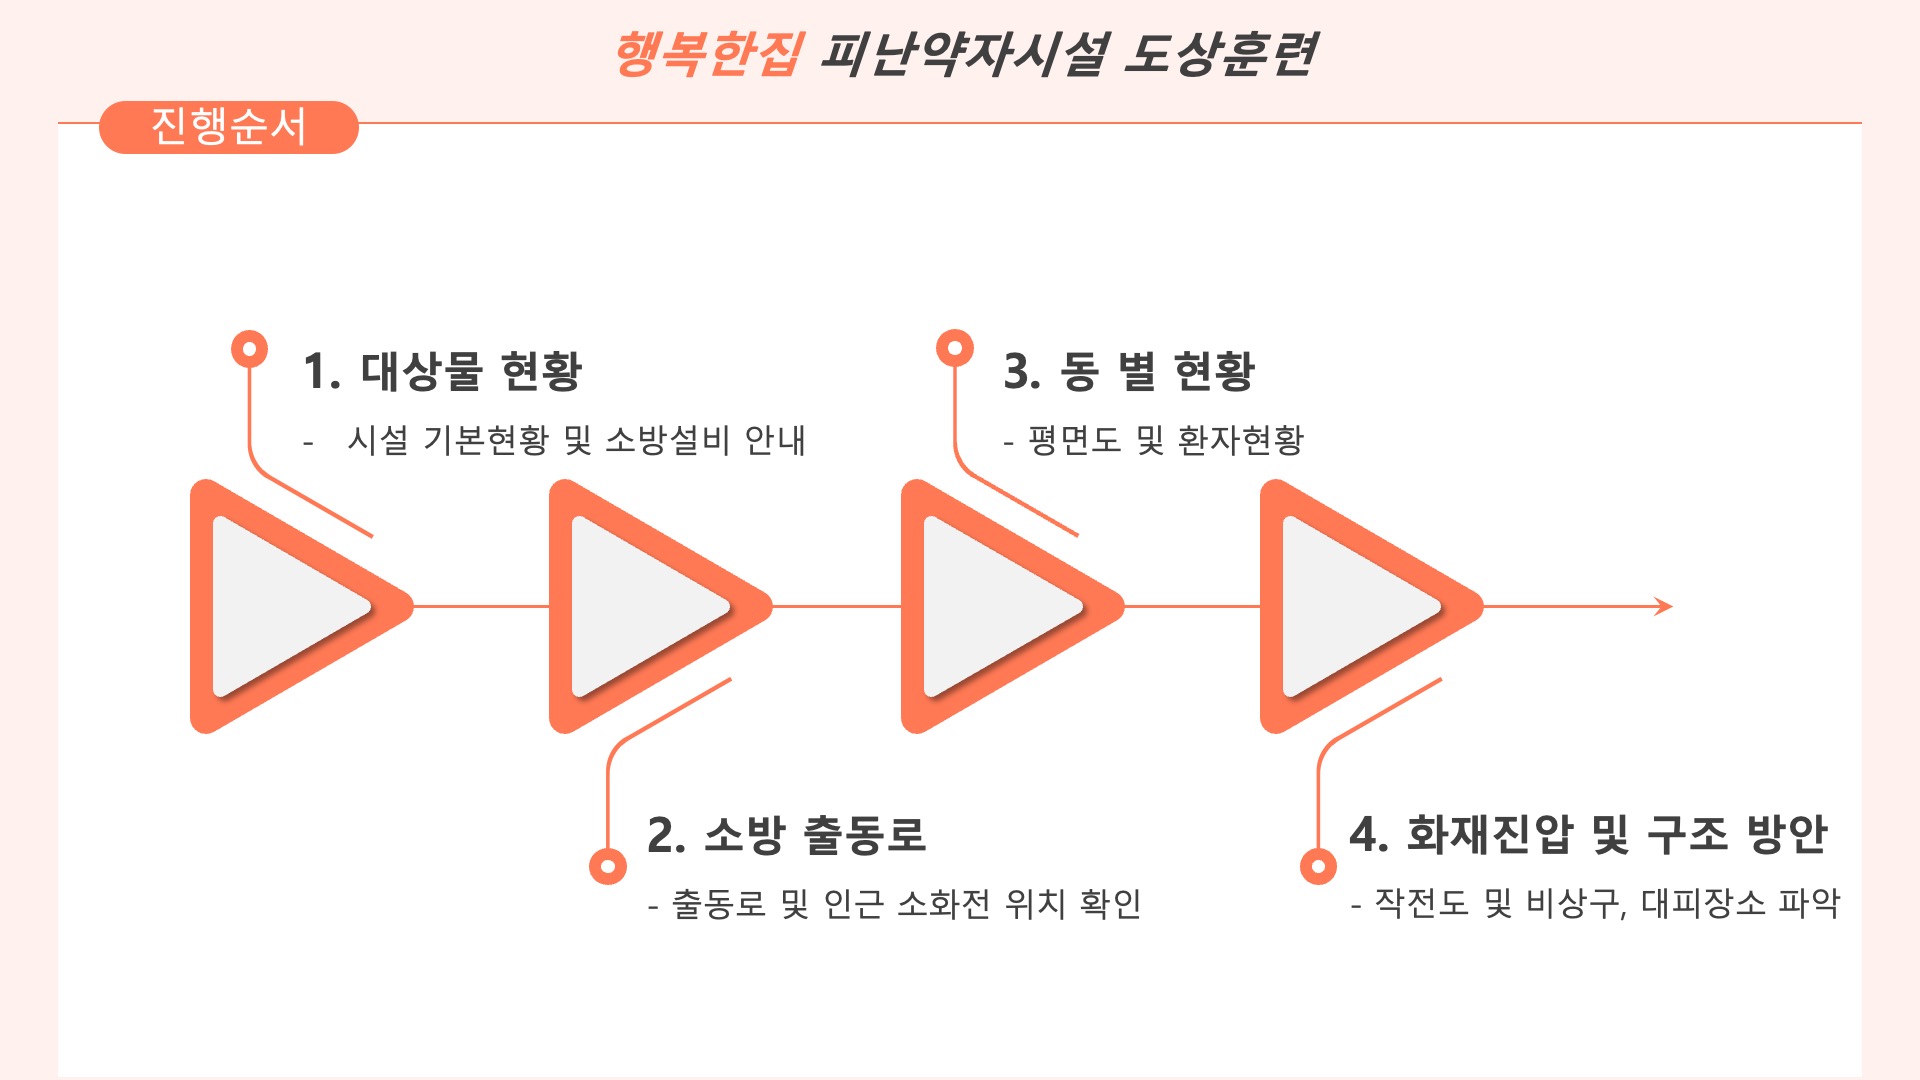 행복한집 피난약자시설 도상훈련
진행순서
1. 대상물 현황
- 시설 기본현황 및 소방설비 안내
2. 소방 출동로
- 출동로 및 인근 소화전 위치 확인
3. 동 별 현황
- 평면도 및 환자현황
4. 화재진압 및 구조 방안
- 작전도 및 비상구, 대피장소 파악